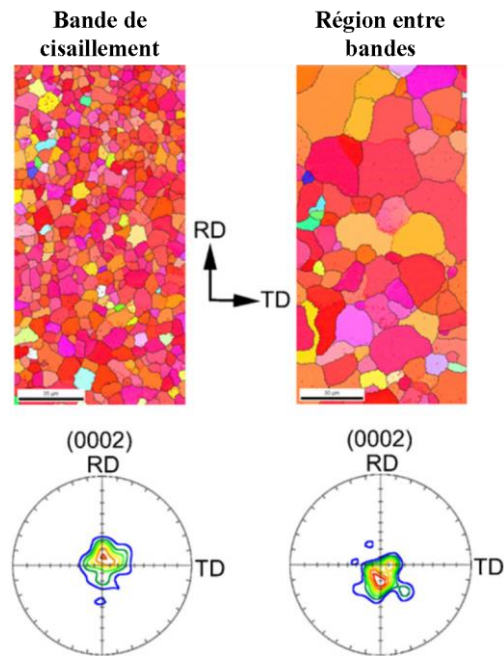 Bande de
cisaillement
Région entre
bandes
RD
TD
(0002)
RD
TD
(0002)
RD
TD